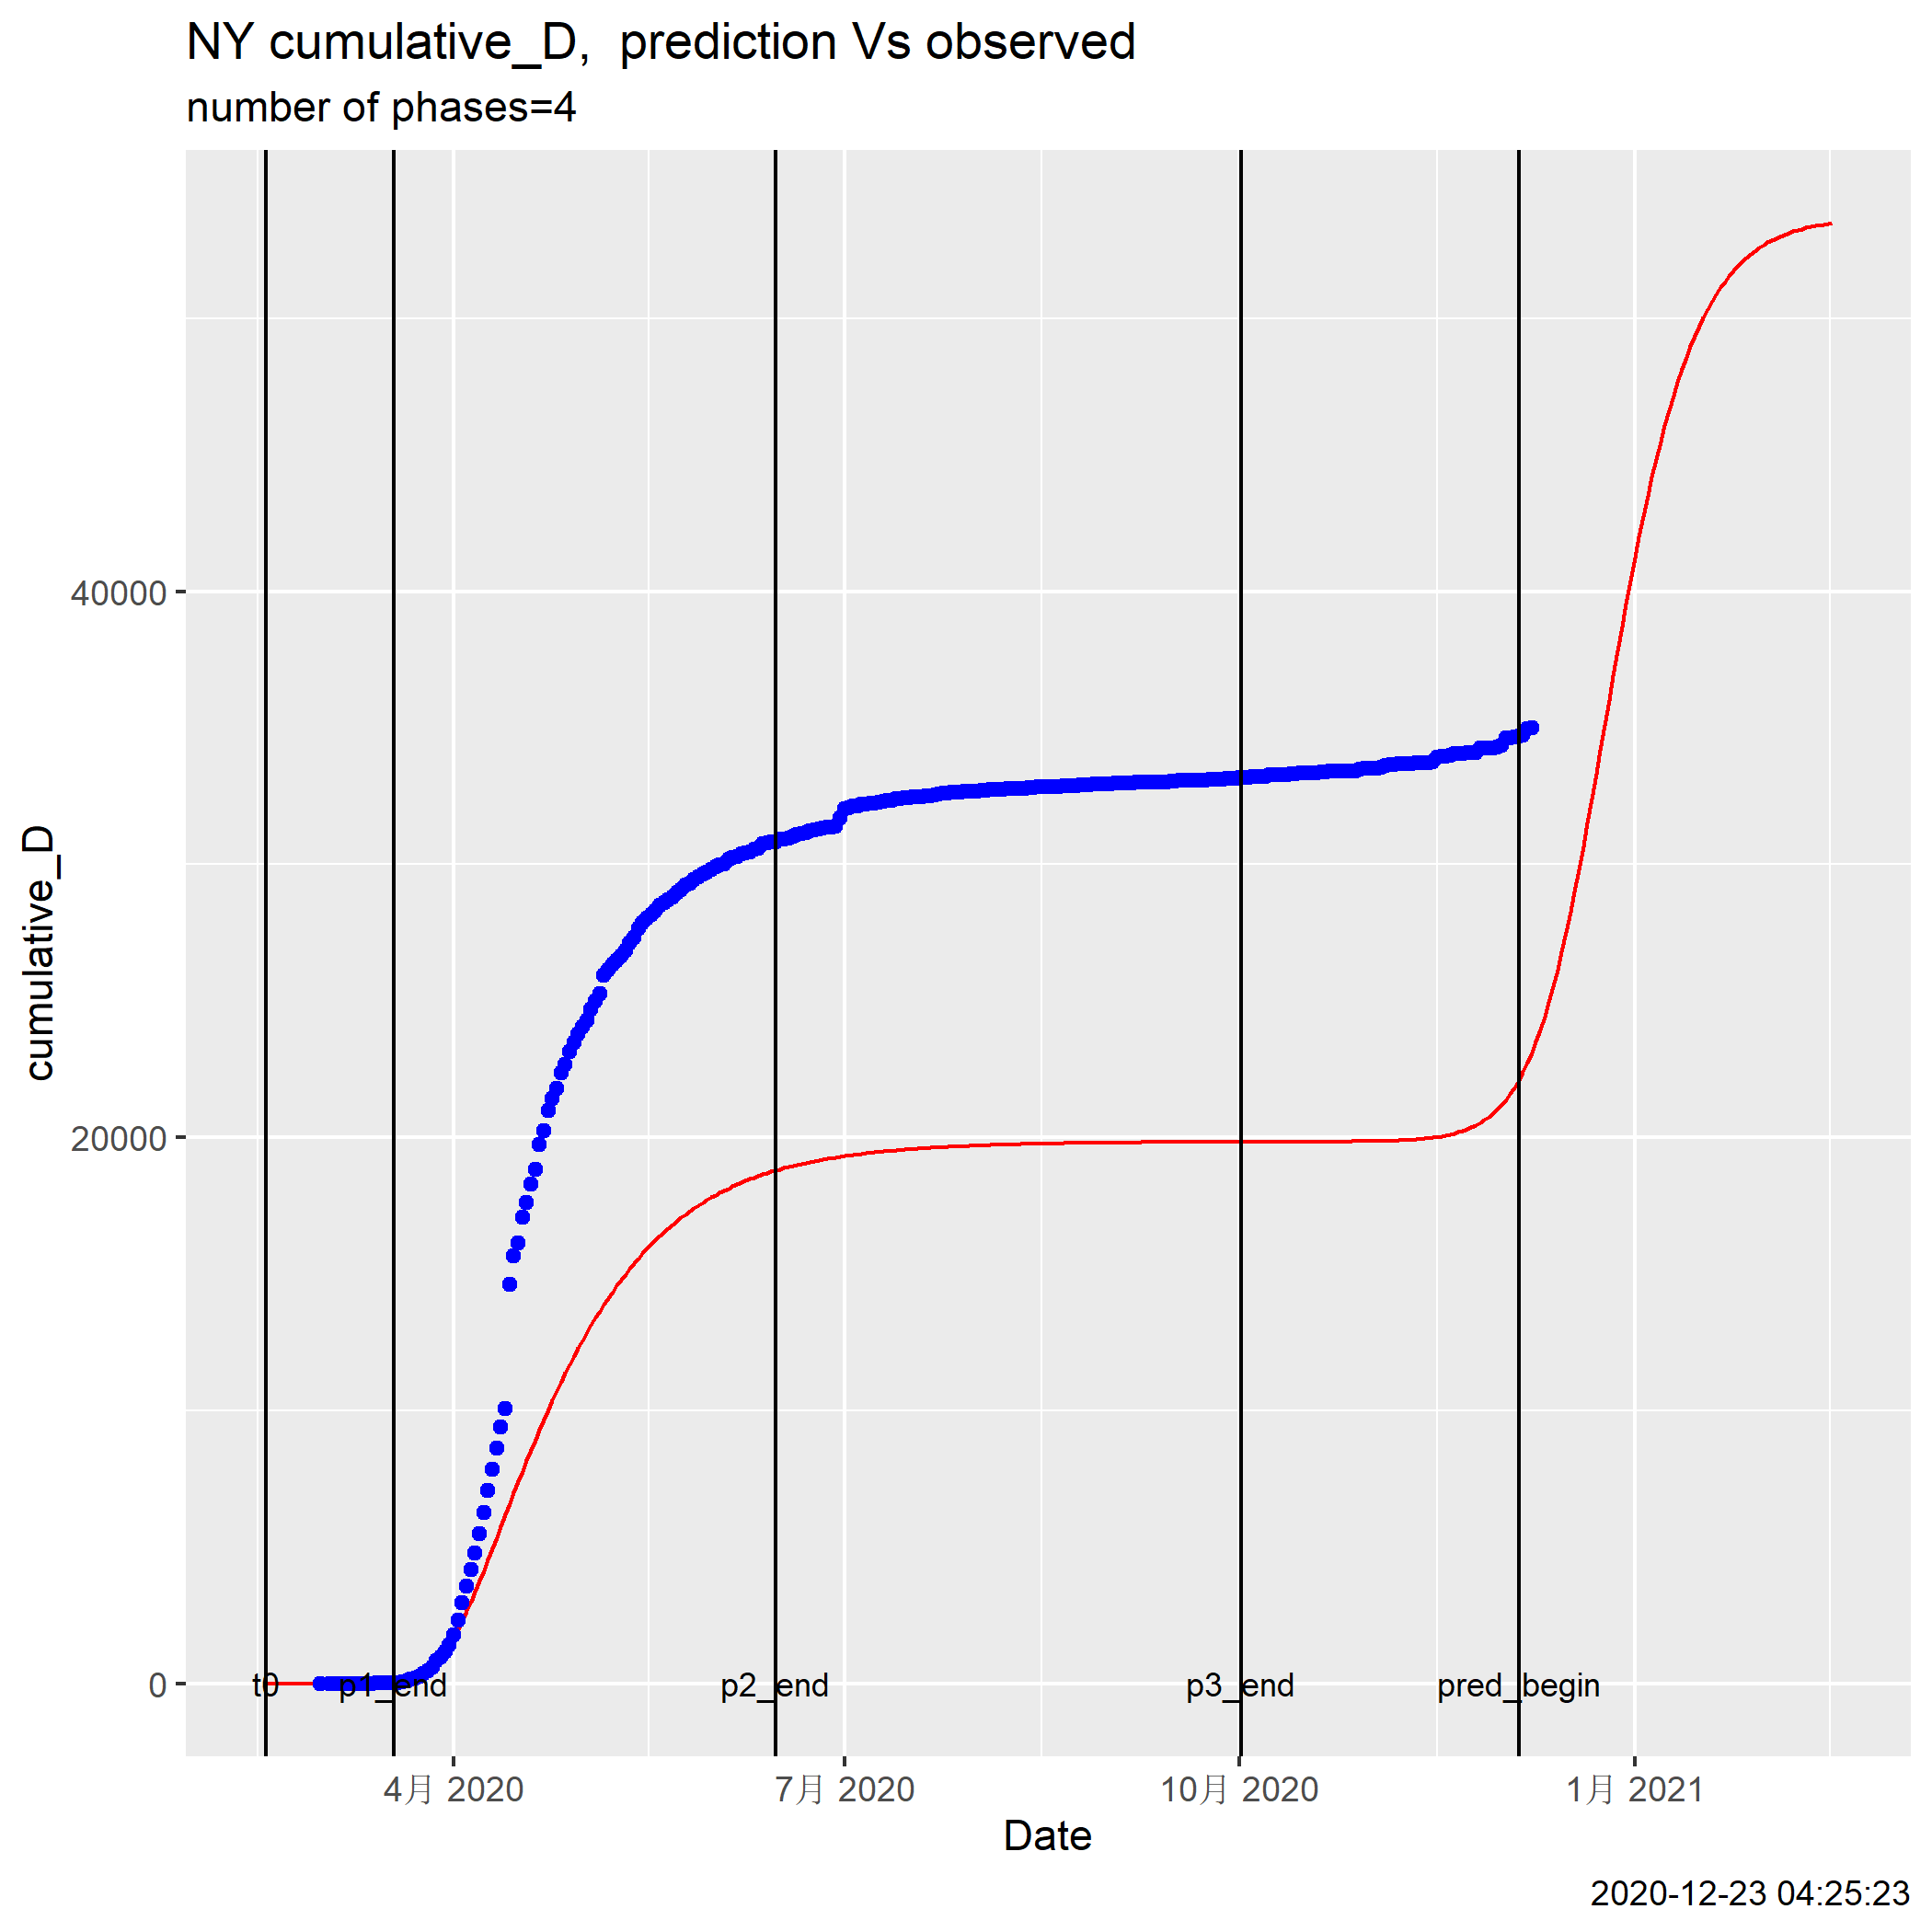 NY cumulative_D,  prediction Vs observed
number of phases=4
cumulative_D
40000
20000
0
t0
p1_end
p2_end
p3_end
pred_begin
4月 2020
7月 2020
10月 2020
1月 2021
Date
2020-12-23 04:25:23